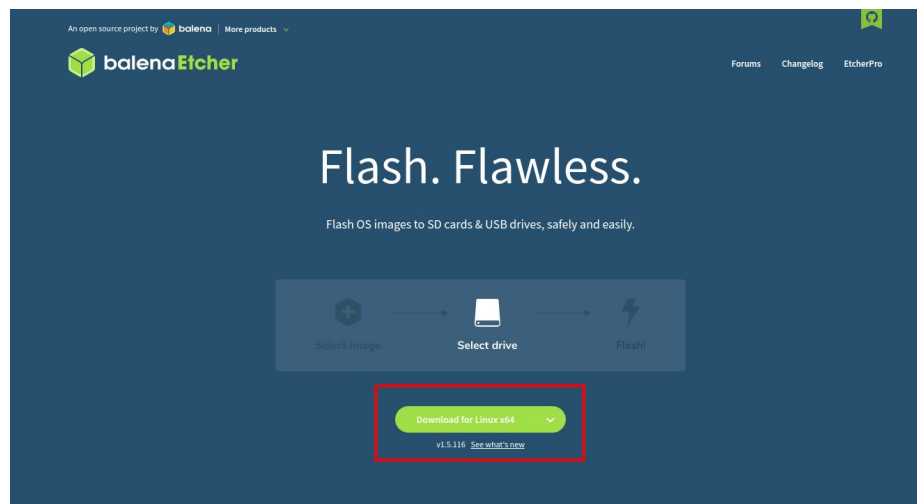 An open source project by balena | More products
balenaEtcher
Forums Changelog EtcherPro
Flash. Flawless.
Flash OS images to SD cards & USB drives, safely and easily.
Select image Select drive Flash!
Download for Linux x64
v1.5.116 See what's new